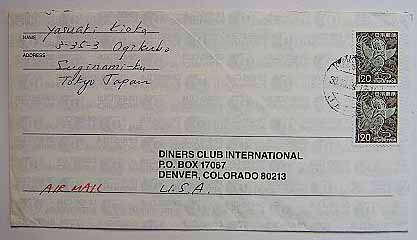 Yasuaki Kioka
NAME
3-35-3 Ogikubo
ADDRESS
Suginami-ku
Tokyo Japan
120
120
DINERS CLUB INTERNATIONAL
P.O. BOX 17067
DENVER, COLORADO 80213
AIR MAIL
U.S.A.